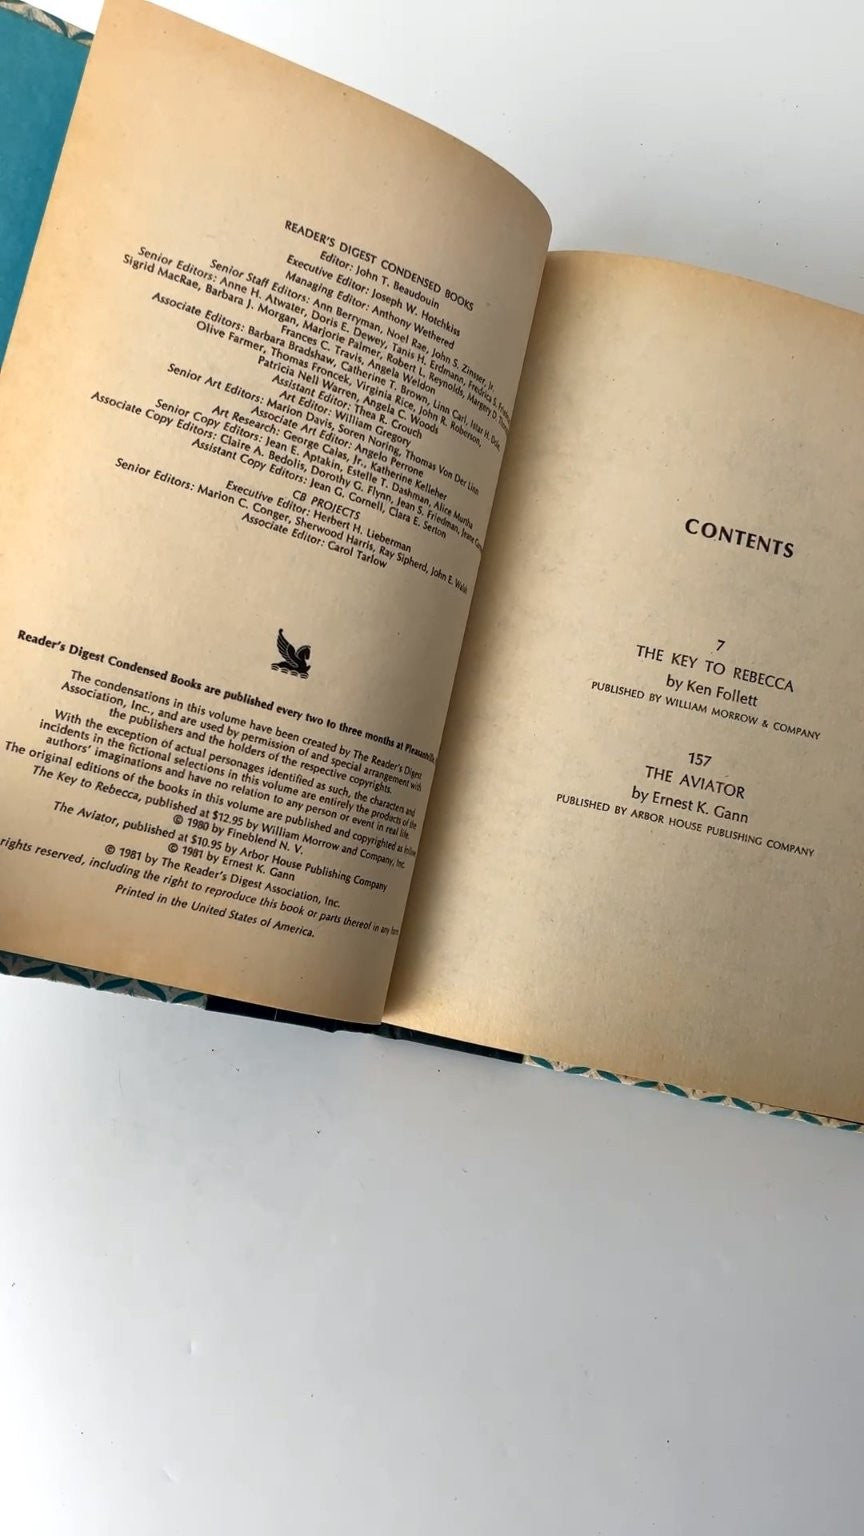 READER'S DIGEST CONDENSED BOOKS
Editor: John T. Beaudouin
Executive Editor: Joseph W. Hotchkiss
Managing Editor: Anthony Wethered
Senior Staff Editors: Ann Berryman, Noel Rae, John S. Zinsser, Jr.
Senior Editors: Anne H. Atwater, Doris E. Dewey, Tanis H. Erdmann, Fredrica S.
Sigrid MacRae, Barbara J. Morgan, Marjorie Palmer, Robert L. Reynolds, Margery D.
Frances C. Travis, Angela Weldon
Associate Editors: Barbara Bradshaw, Catherine T. Brown, Linn Carl, Istar H.
Olive Farmer, Thomas Froncek, Virginia Rice, John R. Roberson,
Patricia Nell Warren, Angela C. Woods
Assistant Editor: Thea R. Crouch
Art Editor: William Gregory
Senior Art Editors: Marion Davis, Soren Noring, Thomas Von Der Linn
Associate Art Editor: Angelo Perrone
Art Research: George Calas, Jr., Katherine Kelleher
Senior Copy Editors: Jean E. Aptakin, Estelle T. Dashman, Alice Murtha
Associate Copy Editors: Claire A. Bedolis, Dorothy G. Flynn, Jean S. Friedman, Jeane
Assistant Copy Editors: Jean G. Cornell, Clara E. Serton
CB PROJECTS
Executive Editor: Herbert H. Lieberman
Senior Editors: Marion C. Conger, Sherwood Harris, Ray Sipherd, John E. Walsh
Associate Editor: Carol Tarlow
Reader's Digest Condensed Books are published every two to three months at
The condensations in this volume have been created by The Reader's Digest
Association, Inc., and are used by permission of and special arrangement with
the publishers and the holders of the respective copyrights.
With the exception of actual personages identified as such, the characters and
incidents in the fictional selections in this volume are entirely the products of the
authors' imaginations and have no relation to any person or event in real life.
The original editions of the books in this volume are published and copyrighted as
The Key to Rebecca, published at $12.95 by William Morrow and Company, Inc.
© 1980 by Fineblend N. V.
The Aviator, published at $10.95 by Arbor House Publishing Company
© 1981 by Ernest K. Gann
© 1981 by The Reader's Digest Association, Inc.
rights reserved, including the right to reproduce this book or parts thereof in any
Printed in the United States of America.
CONTENTS
7
THE KEY TO REBECCA
by Ken Follett
PUBLISHED BY WILLIAM MORROW & COMPANY
157
THE AVIATOR
by Ernest K. Gann
PUBLISHED BY ARBOR HOUSE PUBLISHING COMPANY